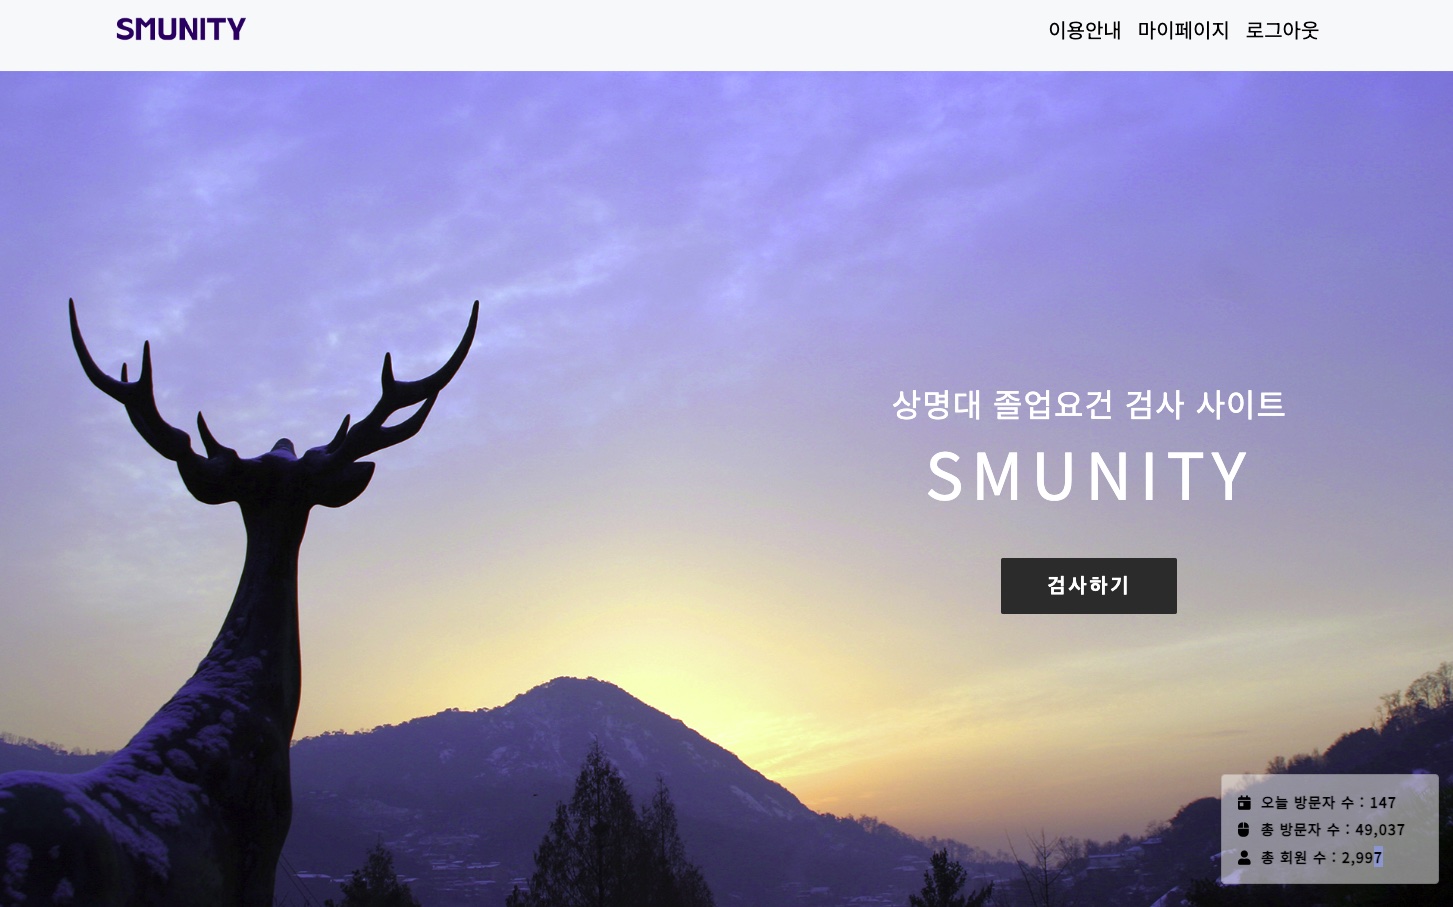 SMUNITY
이용안내 마이페이지 로그아웃
상명대 졸업요건 검사 사이트
SMUNITY
검사하기
오늘 방문자 수 : 147
총 방문자 수 : 49,037
총 회원 수 : 2,997